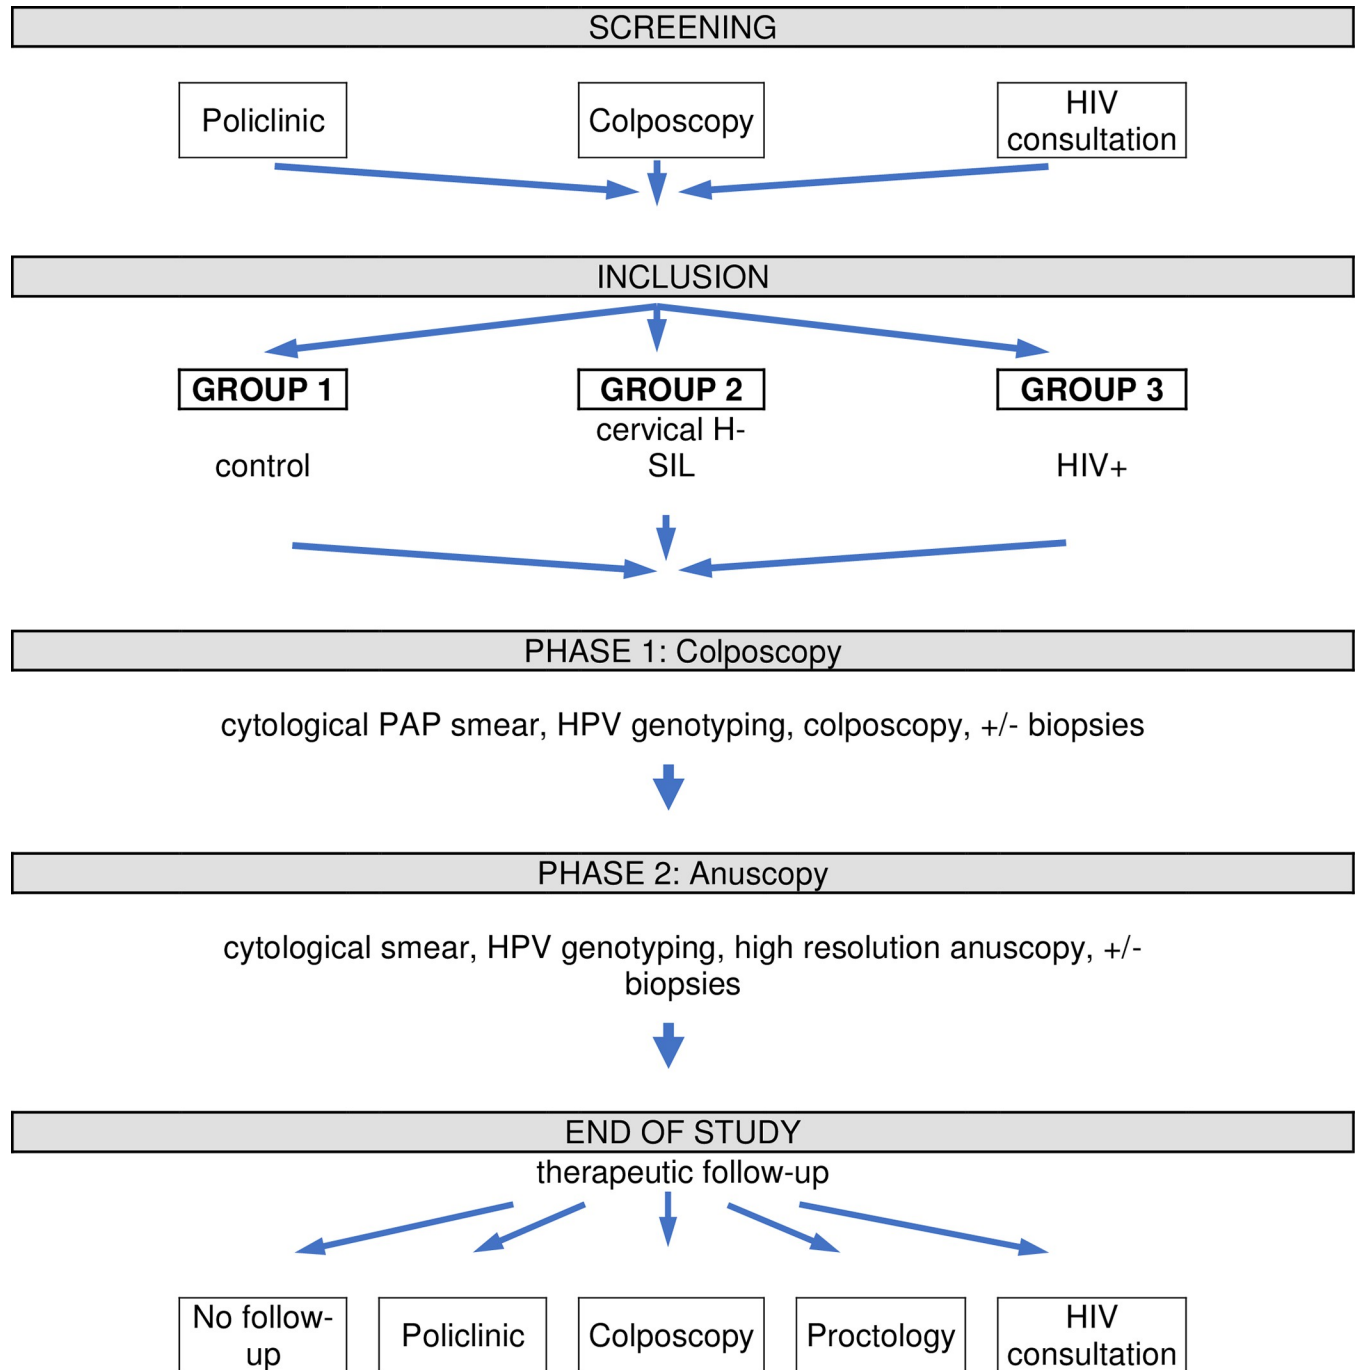 SCREENING
Policlinic
Colposcopy
HIV
consultation
INCLUSION
GROUP 1
GROUP 2
GROUP 3
control
cervical H-
SIL
HIV+
PHASE 1: Colposcopy
cytological PAP smear, HPV genotyping, colposcopy, +/- biopsies
PHASE 2: Anuscopy
cytological smear, HPV genotyping, high resolution anuscopy, +/-
biopsies
END OF STUDY
therapeutic follow-up
No follow-
up
Policlinic
Colposcopy
Proctology
HIV
consultation